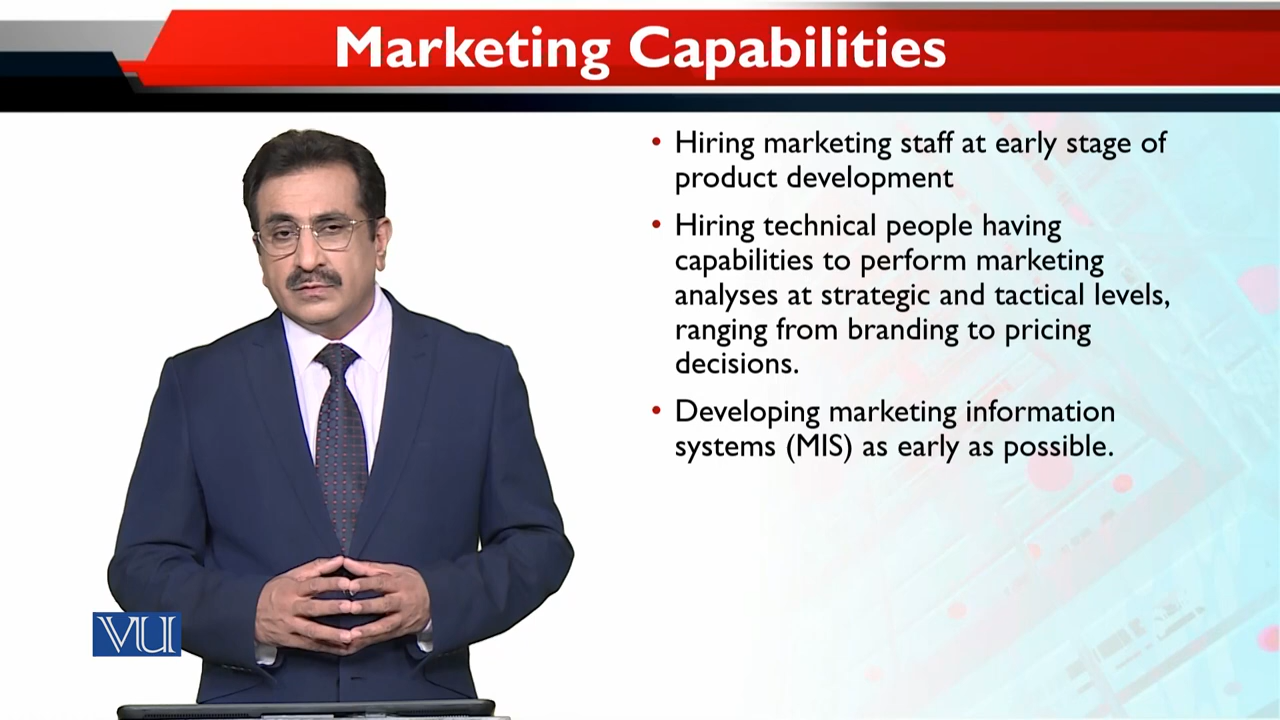 Marketing Capabilities
• Hiring marketing staff at early stage of
product development
• Hiring technical people having
capabilities to perform marketing
analyses at strategic and tactical levels,
ranging from branding to pricing
decisions.
• Developing marketing information
systems (MIS) as early as possible.
VU